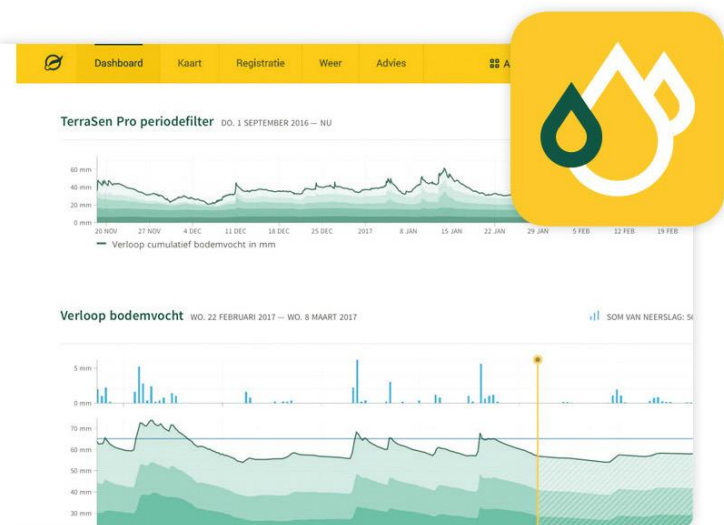 Dashboard Kaart Registratie Weer Advies A
TerraSen Pro periodefilter DO. 1 SEPTEMBER 2016 — NU
60 mm
40 mm
20 mm
0 mm
20 NOV 27 NOV 4 DEC 11 DEC 18 DEC 25 DEC 2017 8 JAN 15 JAN 22 JAN 29 JAN 5 FEB 12 FEB 19 FEB
Verloop cumulatief bodemvocht in mm
Verloop bodemvocht WO. 22 FEBRUARI 2017 — WO. 8 MAART 2017 SOM VAN NEERSLAG:
5 mm
0 mm
70 mm
60 mm
50 mm
40 mm
30 mm